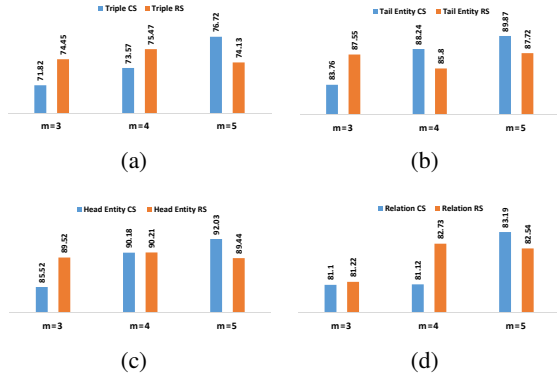 Triple CS Triple RS
71.82 74.45 73.57 75.47 76.72 74.13
m=3 m=4 m=5
(a)
Tail Entity CS Tail Entity RS
83.76 87.55 88.24 85.8 89.87 87.72
m=3 m=4 m=5
(b)
Head Entity CS Head Entity RS
85.52 89.52 90.18 90.21 92.03 89.44
m=3 m=4 m=5
(c)
Relation CS Relation RS
81.1 81.22 81.12 82.73 83.19 82.54
m=3 m=4 m=5
(d)